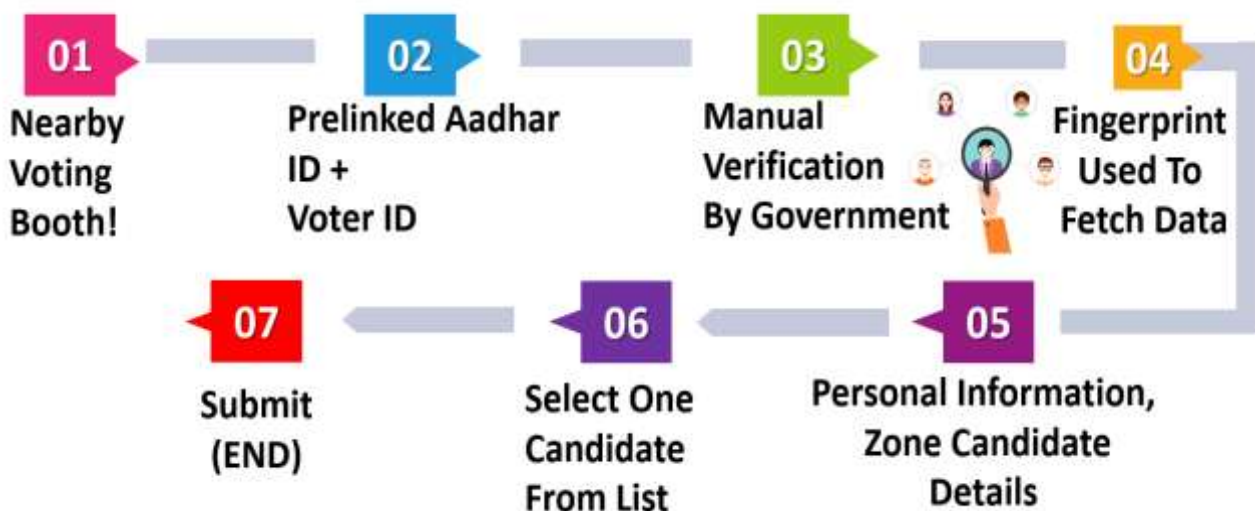 01
Nearby
Voting
Booth!
02
Prelinked Aadhar
ID +
Voter ID
03
Manual
Verification
By Government
04
Fingerprint
Used To
Fetch Data
05
Personal Information,
Zone Candidate
Details
06
Select One
Candidate
From List
07
Submit
(END)